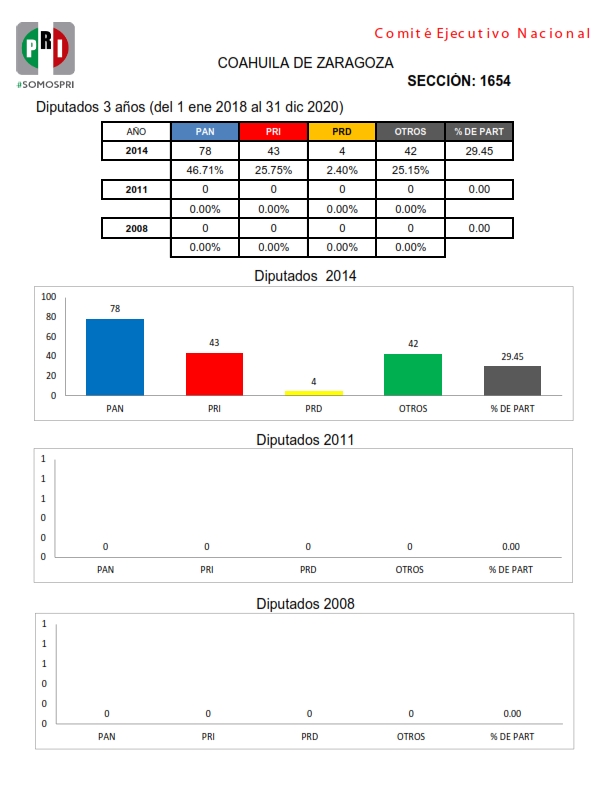 PRI
#SOMOSPRI
Comité Ejecutivo Nacional
COAHUILA DE ZARAGOZA
SECCIÓN: 1654
Diputados 3 años (del 1 ene 2018 al 31 dic 2020)
AÑO PAN PRI PRD OTROS % DE PART
2014 78 43 4 42 29.45
46.71% 25.75% 2.40% 25.15%
2011 0 0 0 0 0.00
0.00% 0.00% 0.00% 0.00%
2008 0 0 0 0 0.00
0.00% 0.00% 0.00% 0.00%
Diputados 2014
100
80
60
40
20
0
78
43
4
42
29.45
PAN PRI PRD OTROS % DE PART
Diputados 2011
1
1
1
0
0
0
0 0 0 0 0.00
PAN PRI PRD OTROS % DE PART
Diputados 2008
1
1
1
0
0
0
0 0 0 0 0.00
PAN PRI PRD OTROS % DE PART